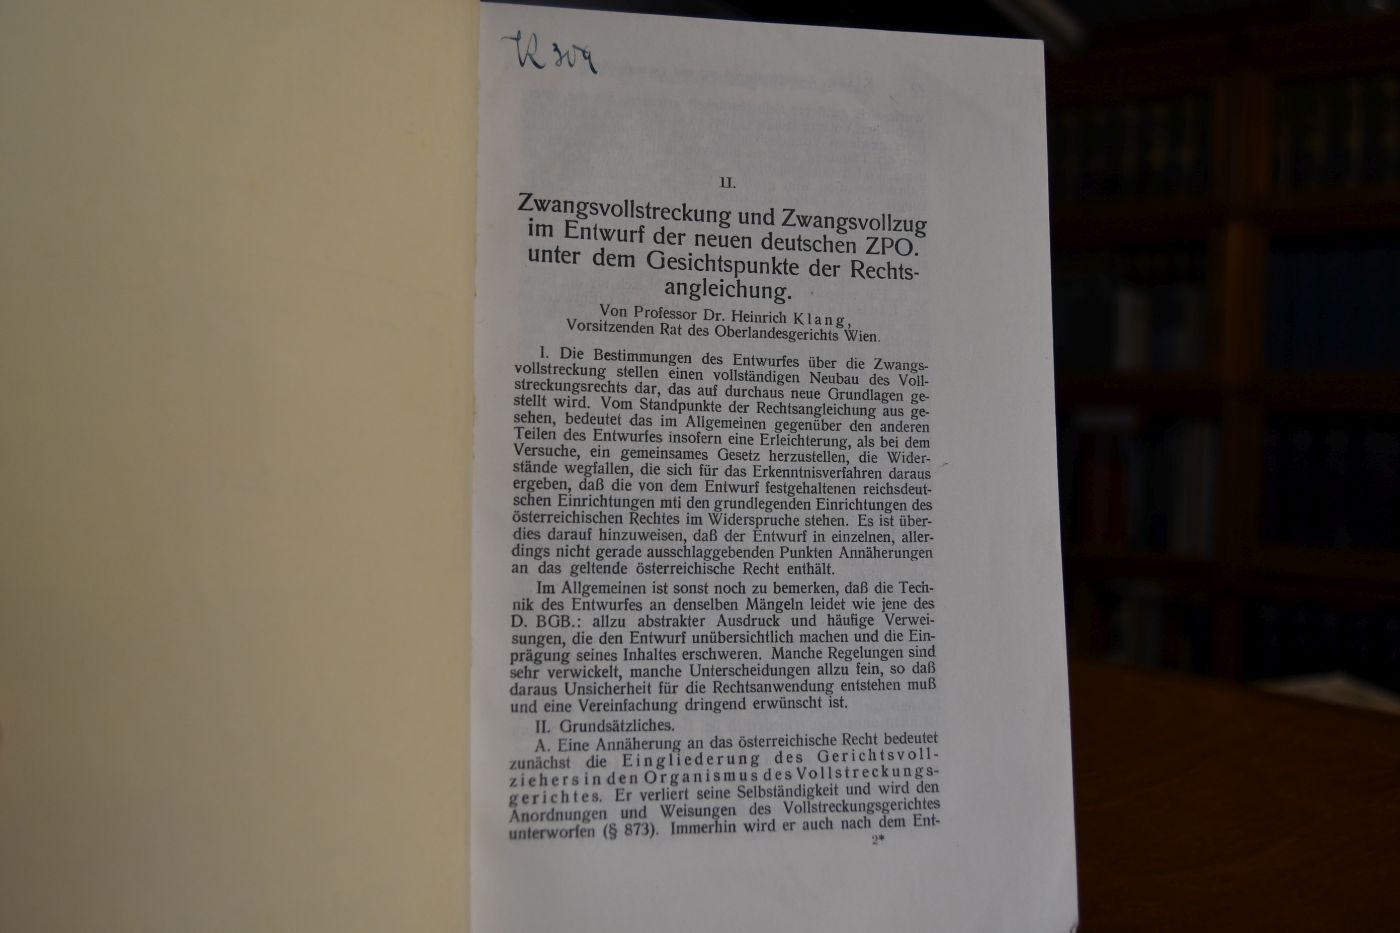 K 309
II.
Zwangsvollstreckung und Zwangsvollzug
im Entwurf der neuen deutschen ZPO.
unter dem Gesichtspunkte der Rechts-
angleichung.
Von Professor Dr. Heinrich Klang,
Vorsitzenden Rat des Oberlandesgerichts Wien.
I. Die Bestimmungen des Entwurfes über die Zwangs-
vollstreckung stellen einen vollständigen Neubau des Voll-
streckungsrechts dar, das auf durchaus neue Grundlagen ge-
stellt wird. Vom Standpunkte der Rechtsangleichung aus ge-
sehen, bedeutet das im Allgemeinen gegenüber den anderen
Teilen des Entwurfes insofern eine Erleichterung, als bei dem
Versuche, ein gemeinsames Gesetz herzustellen, die Wider-
stände wegfallen, die sich für das Erkenntnisverfahren daraus
ergeben, daß die von dem Entwurf festgehaltenen reichsdeut-
schen Einrichtungen mti den grundlegenden Einrichtungen des
österreichischen Rechtes im Widerspruche stehen. Es ist über-
dies darauf hinzuweisen, daß der Entwurf in einzelnen, aller-
dings nicht gerade ausschlaggebenden Punkten Annäherungen
an das geltende österreichische Recht enthält.
Im Allgemeinen ist sonst noch zu bemerken, daß die Tech-
nik des Entwurfes an denselben Mängeln leidet wie jene des
D. BGB.: allzu abstrakter Ausdruck und häufige Verwei-
sungen, die den Entwurf unübersichtlich machen und die Ein-
prägung seines Inhaltes erschweren. Manche Regelungen sind
sehr verwickelt, manche Unterscheidungen allzu fein, so daß
daraus Unsicherheit für die Rechtsanwendung entstehen muß
und eine Vereinfachung dringend erwünscht ist.
II. Grundsätzliches.
A. Eine Annäherung an das österreichische Recht bedeutet
zunächst die Eingliederung des Gerichtsvoll-
ziehers in den Organismus des Vollstreckungs-
gerichtes. Er verliert seine Selbständigkeit und wird den
Anordnungen und Weisungen des Vollstreckungsgerichtes
unterworfen (§ 873). Immerhin wird er auch nach dem Ent-
2*